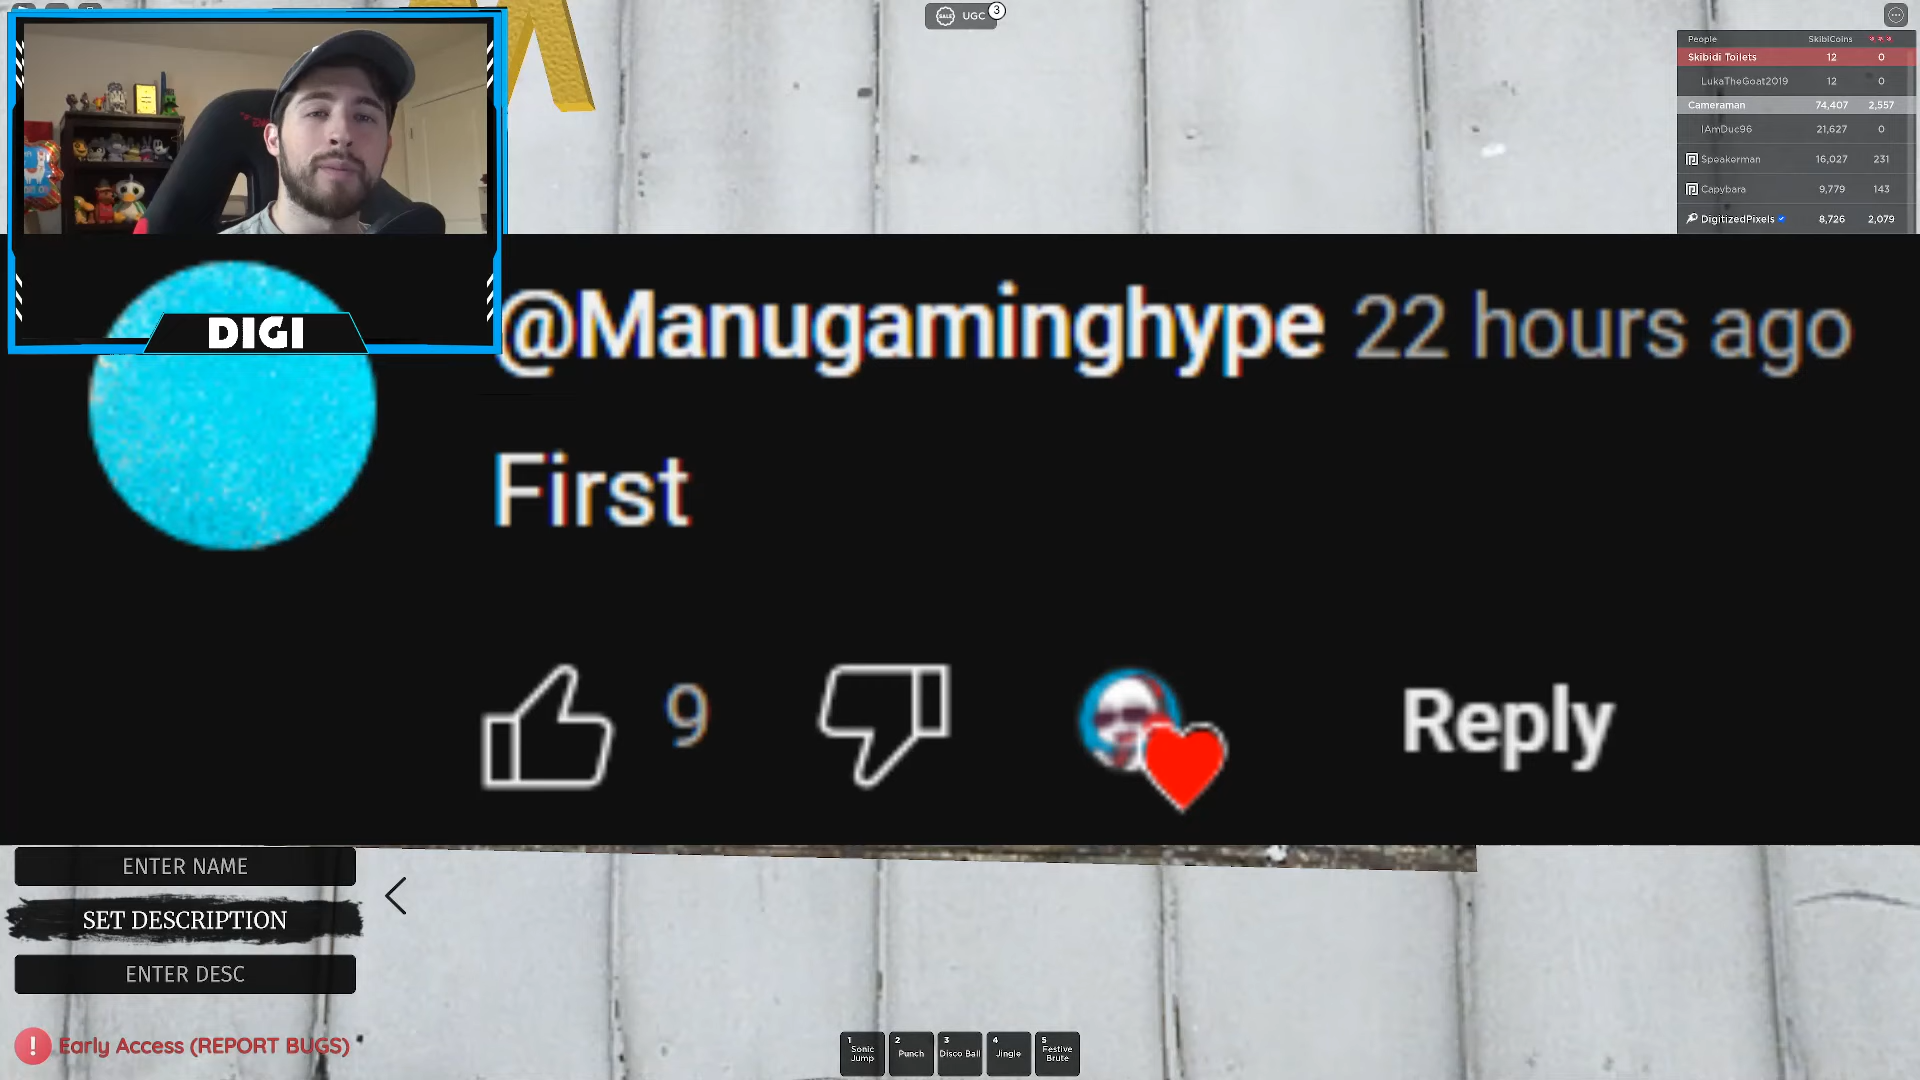 UGC 3
People SkibiCoins
Skibidi Toilets 12 0
LukaTheGoat2019 12 0
Cameraman 74,407 2,557
IAmDuc96 21,627 0
Speakerman 16,027 231
Capybara 9,779 143
DigitizedPixels 8,726 2,079
DIGI
@Manugaminghype 22 hours ago
First
9
Reply
ENTER NAME
SET DESCRIPTION
ENTER DESC
! Early Access (REPORT BUGS)
1 Sonic Jump
2 Punch
3 Disco Ball
4 Jingle
5 Festive Brute